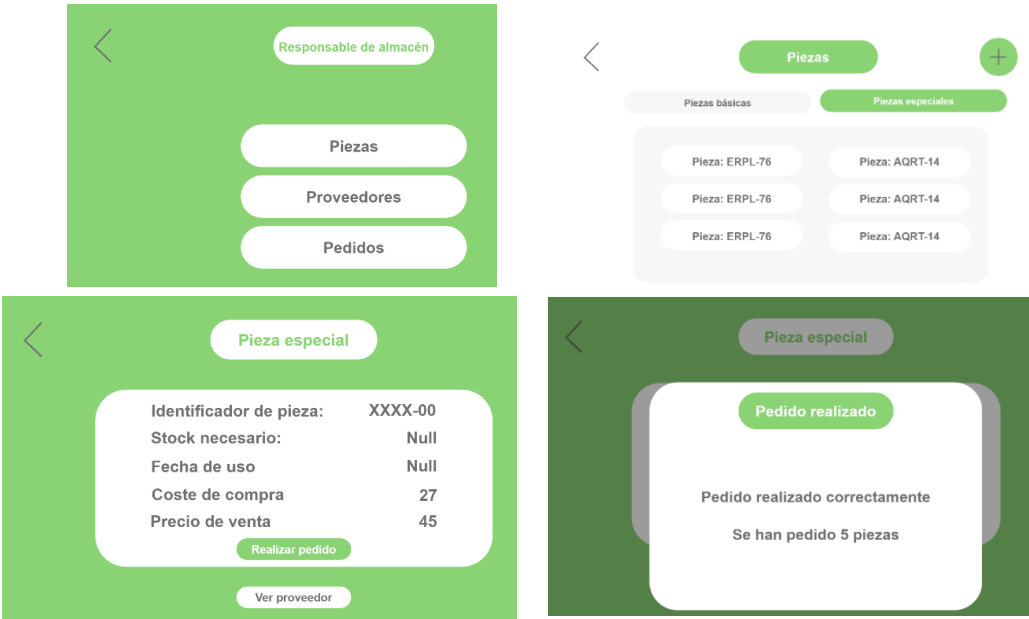 Responsable de almacén
Piezas
Proveedores
Pedidos
Piezas
Piezas básicas Piezas especiales
Pieza: ERPL-76 Pieza: AQRT-14
Pieza: ERPL-76 Pieza: AQRT-14
Pieza: ERPL-76 Pieza: AQRT-14
Pieza especial
Identificador de pieza: XXXX-00
Stock necesario: Null
Fecha de uso Null
Coste de compra 27
Precio de venta 45
Realizar pedido
Ver proveedor
Pieza especial
Pedido realizado
Pedido realizado correctamente
Se han pedido 5 piezas